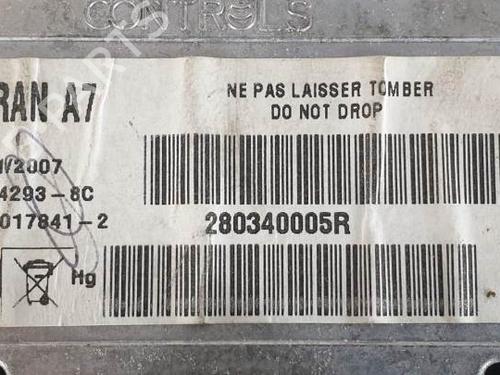 CONTROLS
RAN A7
NE PAS LAISSER TOMBER
DO NOT DROP
/2007
4293-8C
017841-2
280340005R
Hg